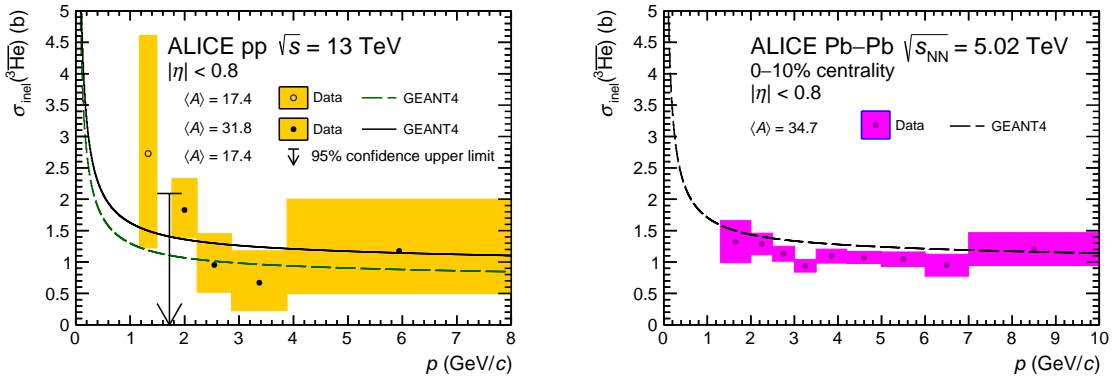 σinel(³H̅e̅) (b)
5
4.5
4
3.5
3
2.5
2
1.5
1
0.5
0
ALICE pp √s = 13 TeV
|η| < 0.8
⟨A⟩ = 17.4 Data GEANT4
⟨A⟩ = 31.8 Data GEANT4
⟨A⟩ = 17.4 95% confidence upper limit
0 1 2 3 4 5 6 7 8
p (GeV/c)
σinel(³H̅e̅) (b)
5
4.5
4
3.5
3
2.5
2
1.5
1
0.5
0
ALICE Pb–Pb √sNN = 5.02 TeV
0–10% centrality
|η| < 0.8
⟨A⟩ = 34.7 Data GEANT4
0 1 2 3 4 5 6 7 8 9 10
p (GeV/c)